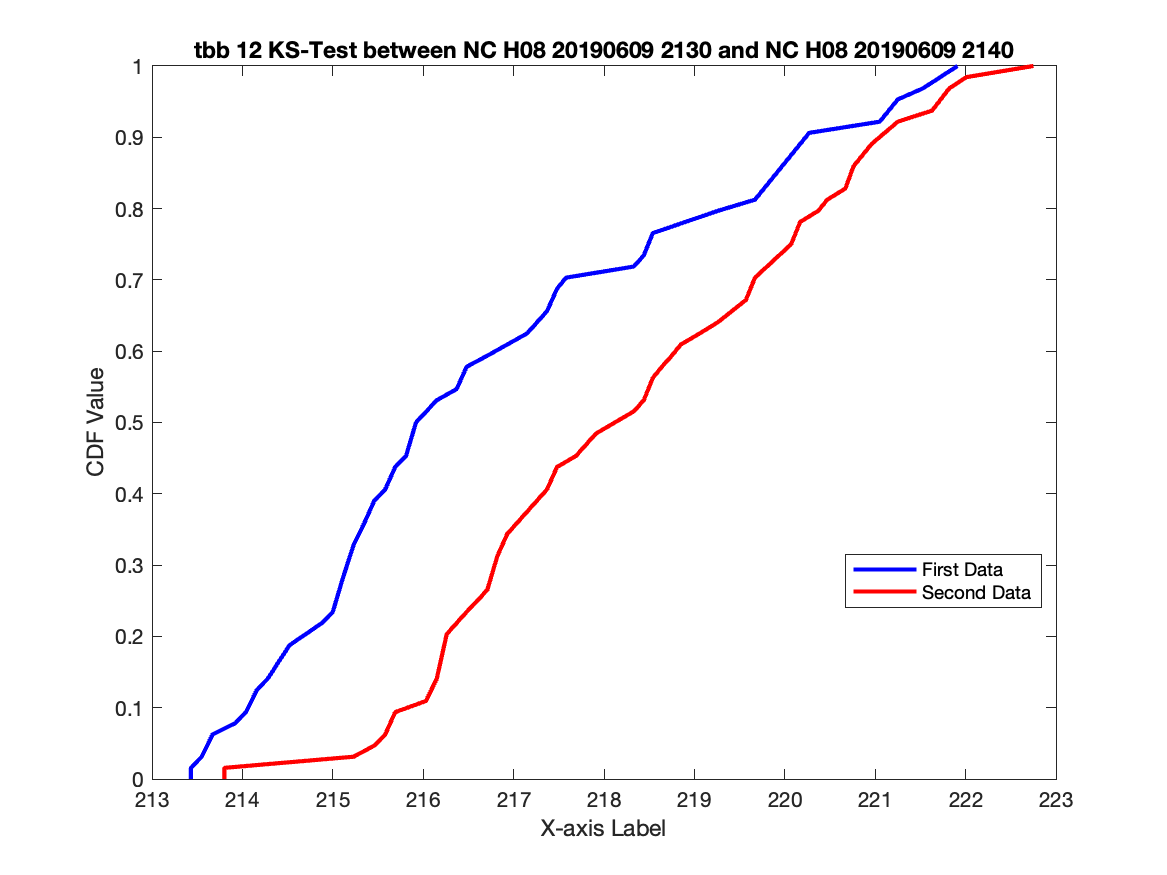 tbb 12 KS-Test between NC H08 20190609 2130 and NC H08 20190609 2140
1
0.9
0.8
0.7
0.6
0.5
0.4
0.3
0.2
0.1
0
CDF Value
First Data
Second Data
213 214 215 216 217 218 219 220 221 222 223
X-axis Label